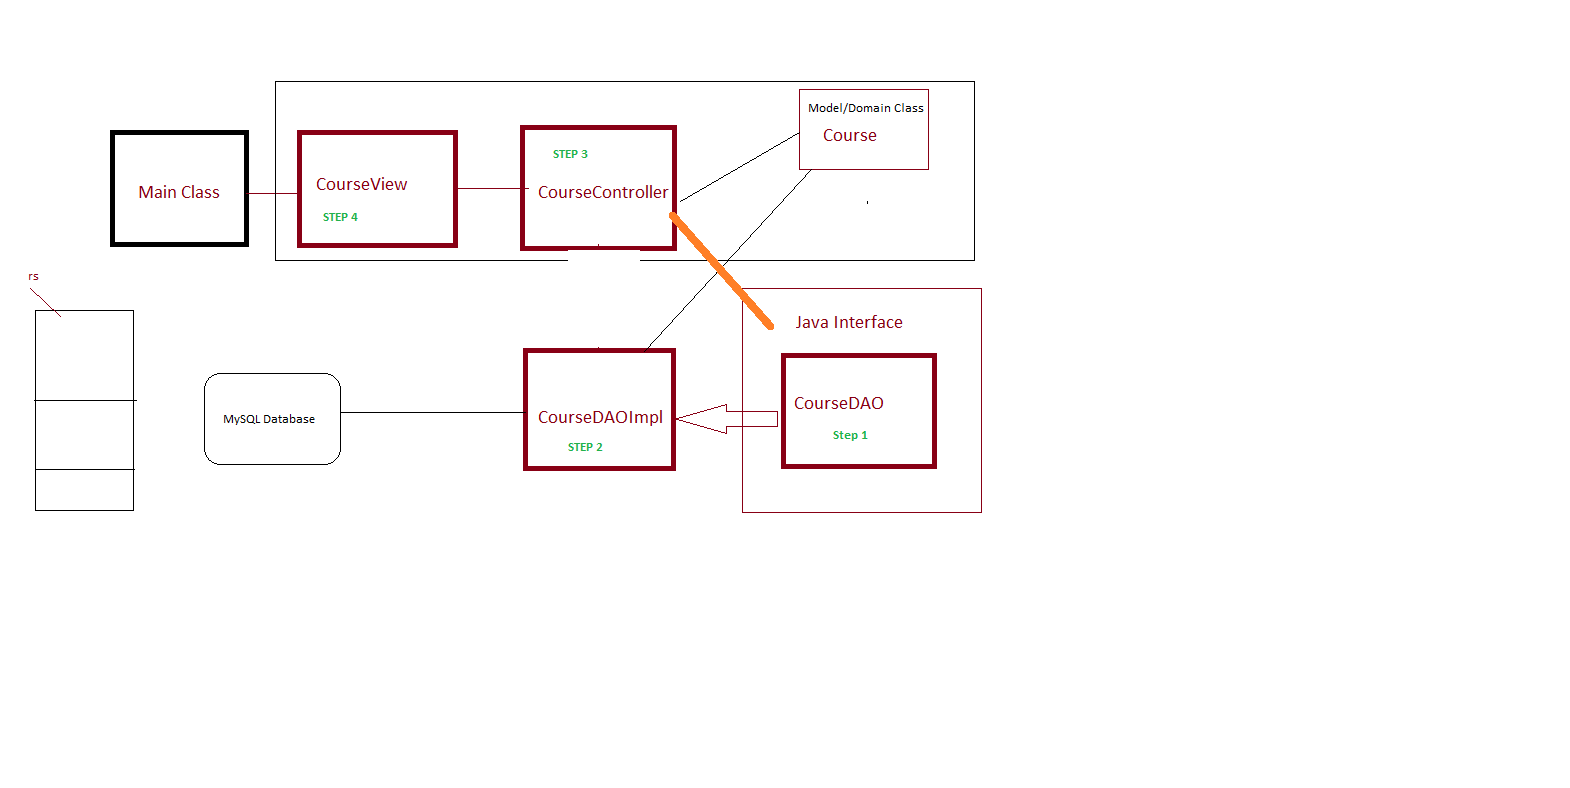 Model/Domain Class
Course
STEP 3
Main Class
CourseView
CourseController
STEP 4
rs
Java Interface
CourseDAO
MySQL Database
CourseDAOImpl
Step 1
STEP 2